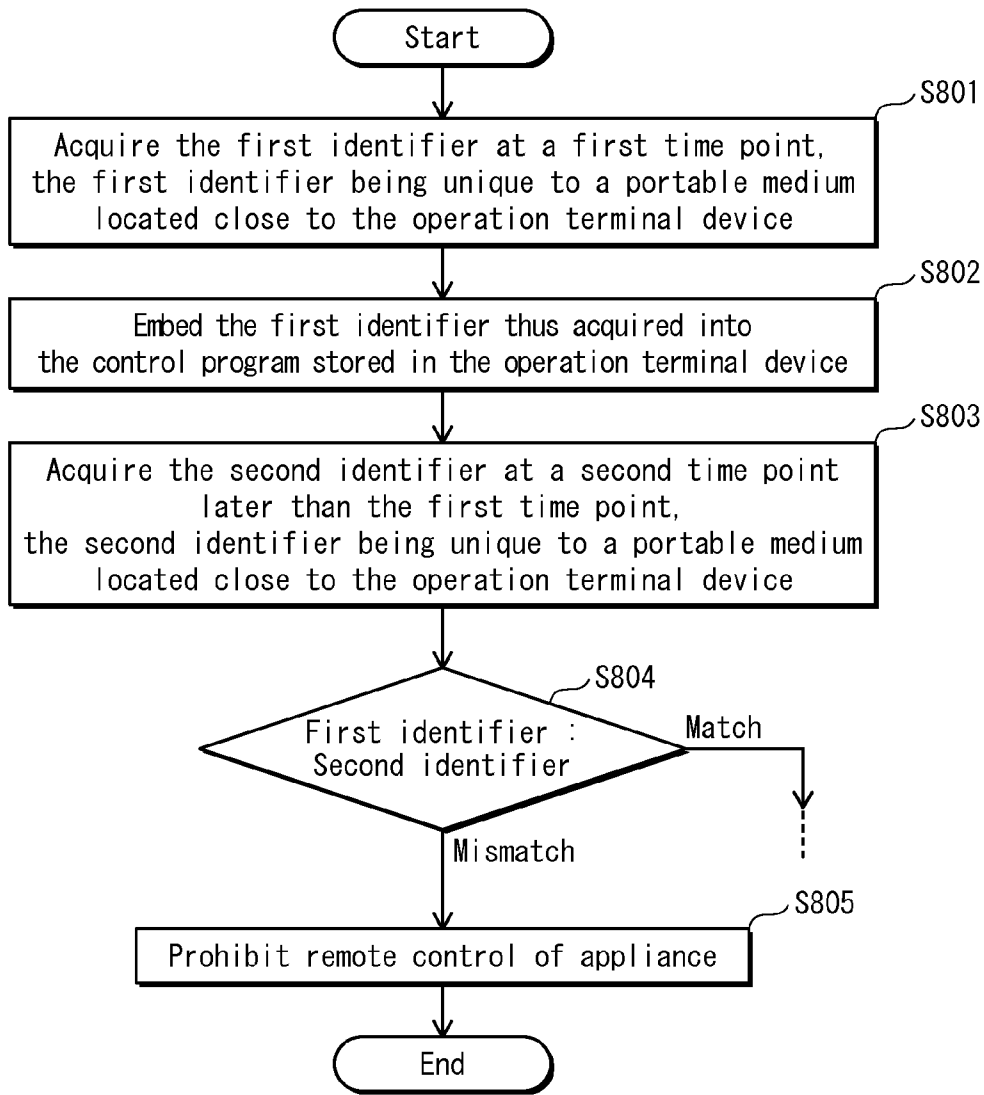 Start
S801
Acquire the first identifier at a first time point,
the first identifier being unique to a portable medium
located close to the operation terminal device
S802
Embed the first identifier thus acquired into
the control program stored in the operation terminal device
S803
Acquire the second identifier at a second time point
later than the first time point,
the second identifier being unique to a portable medium
located close to the operation terminal device
S804
First identifier :
Second identifier
Match
Mismatch
S805
Prohibit remote control of appliance
End